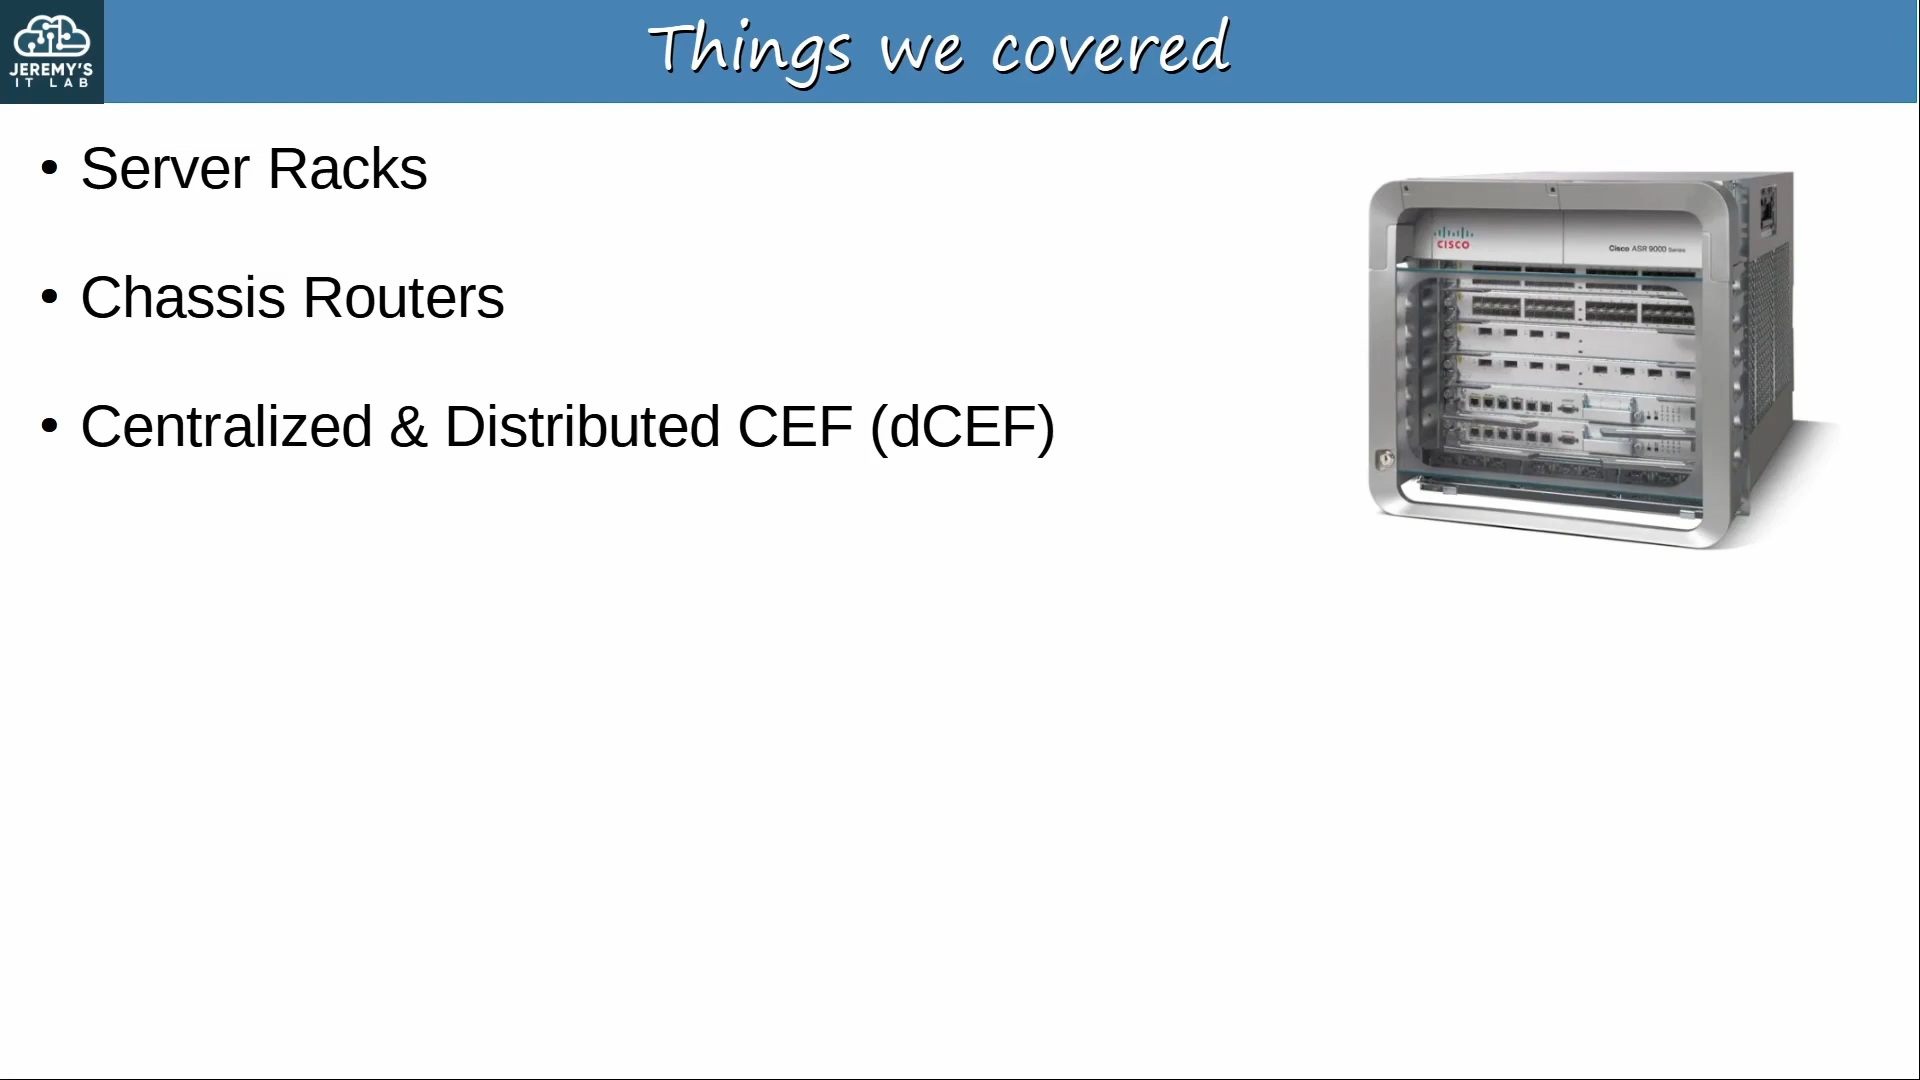 JEREMY'S
IT LAB
Things we covered
• Server Racks
• Chassis Routers
• Centralized & Distributed CEF (dCEF)
CISCO
Cisco ASR 9000 Series